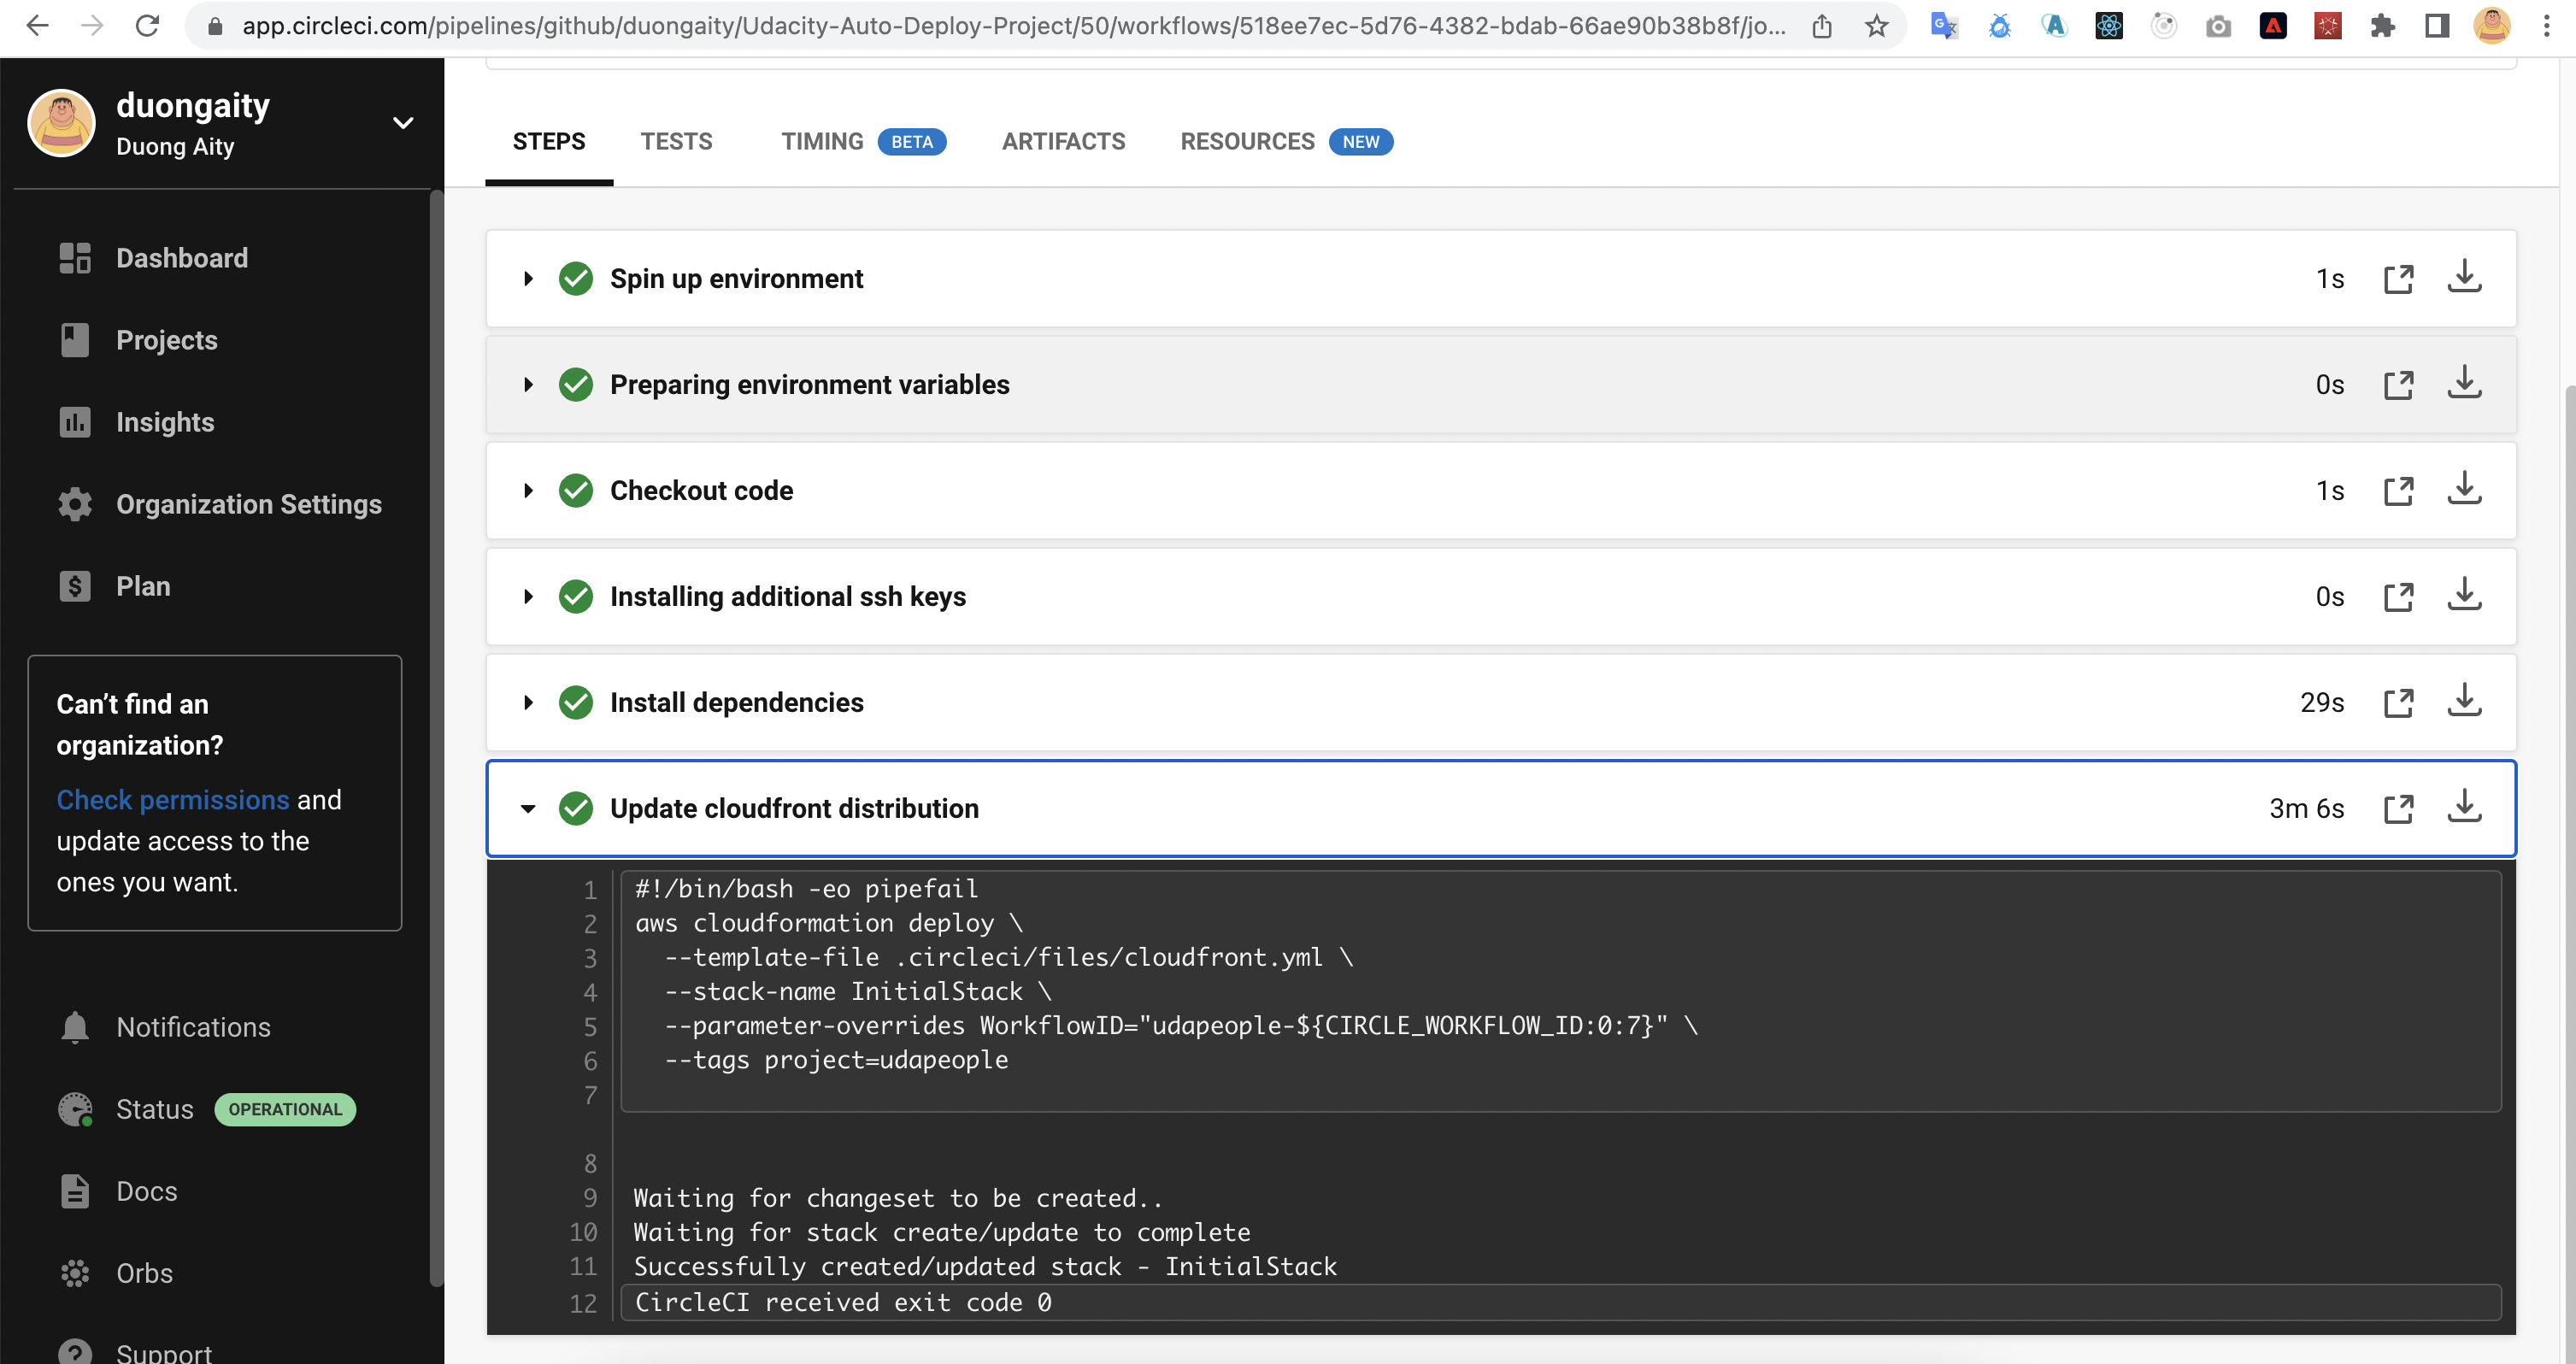 app.circleci.com/pipelines/github/duongaity/Udacity-Auto-Deploy-Project/50/workflows/518ee7ec-5d76-4382-bdab-66ae90b38b8f/jo...
duongaity
Duong Aity
Dashboard
Projects
Insights
Organization Settings
Plan
Can't find an
organization?
Check permissions and
update access to the
ones you want.
Notifications
Status OPERATIONAL
Docs
Orbs
Support
STEPS TESTS TIMING BETA ARTIFACTS RESOURCES NEW
Spin up environment 1s
Preparing environment variables 0s
Checkout code 1s
Installing additional ssh keys 0s
Install dependencies 29s
Update cloudfront distribution 3m 6s
1 #!/bin/bash -eo pipefail
2 aws cloudformation deploy \
3 --template-file .circleci/files/cloudfront.yml \
4 --stack-name InitialStack \
5 --parameter-overrides WorkflowID="udapeople-${CIRCLE_WORKFLOW_ID:0:7}" \
6 --tags project=udapeople
7
8
9 Waiting for changeset to be created..
10 Waiting for stack create/update to complete
11 Successfully created/updated stack - InitialStack
12 CircleCI received exit code 0